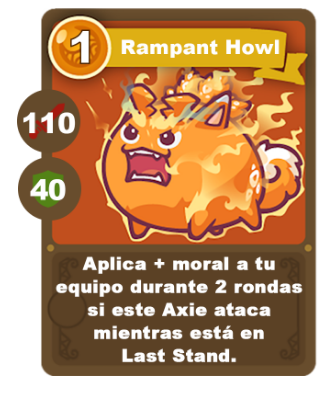 1
Rampant Howl
110
40
Aplica + moral a tu
equipo durante 2 rondas
si este Axie ataca
mientras está en
Last Stand.